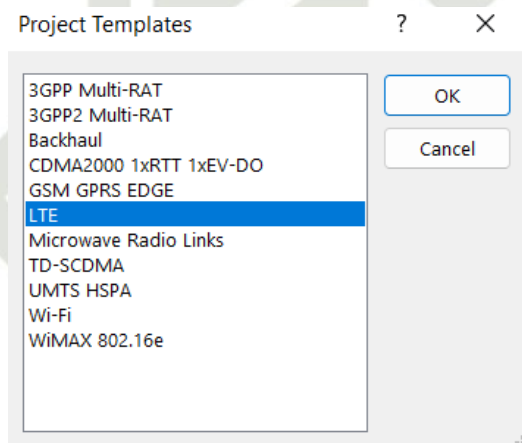 Project Templates ? X
3GPP Multi-RAT
3GPP2 Multi-RAT
Backhaul
CDMA2000 1xRTT 1xEV-DO
GSM GPRS EDGE
LTE
Microwave Radio Links
TD-SCDMA
UMTS HSPA
Wi-Fi
WiMAX 802.16e
OK
Cancel